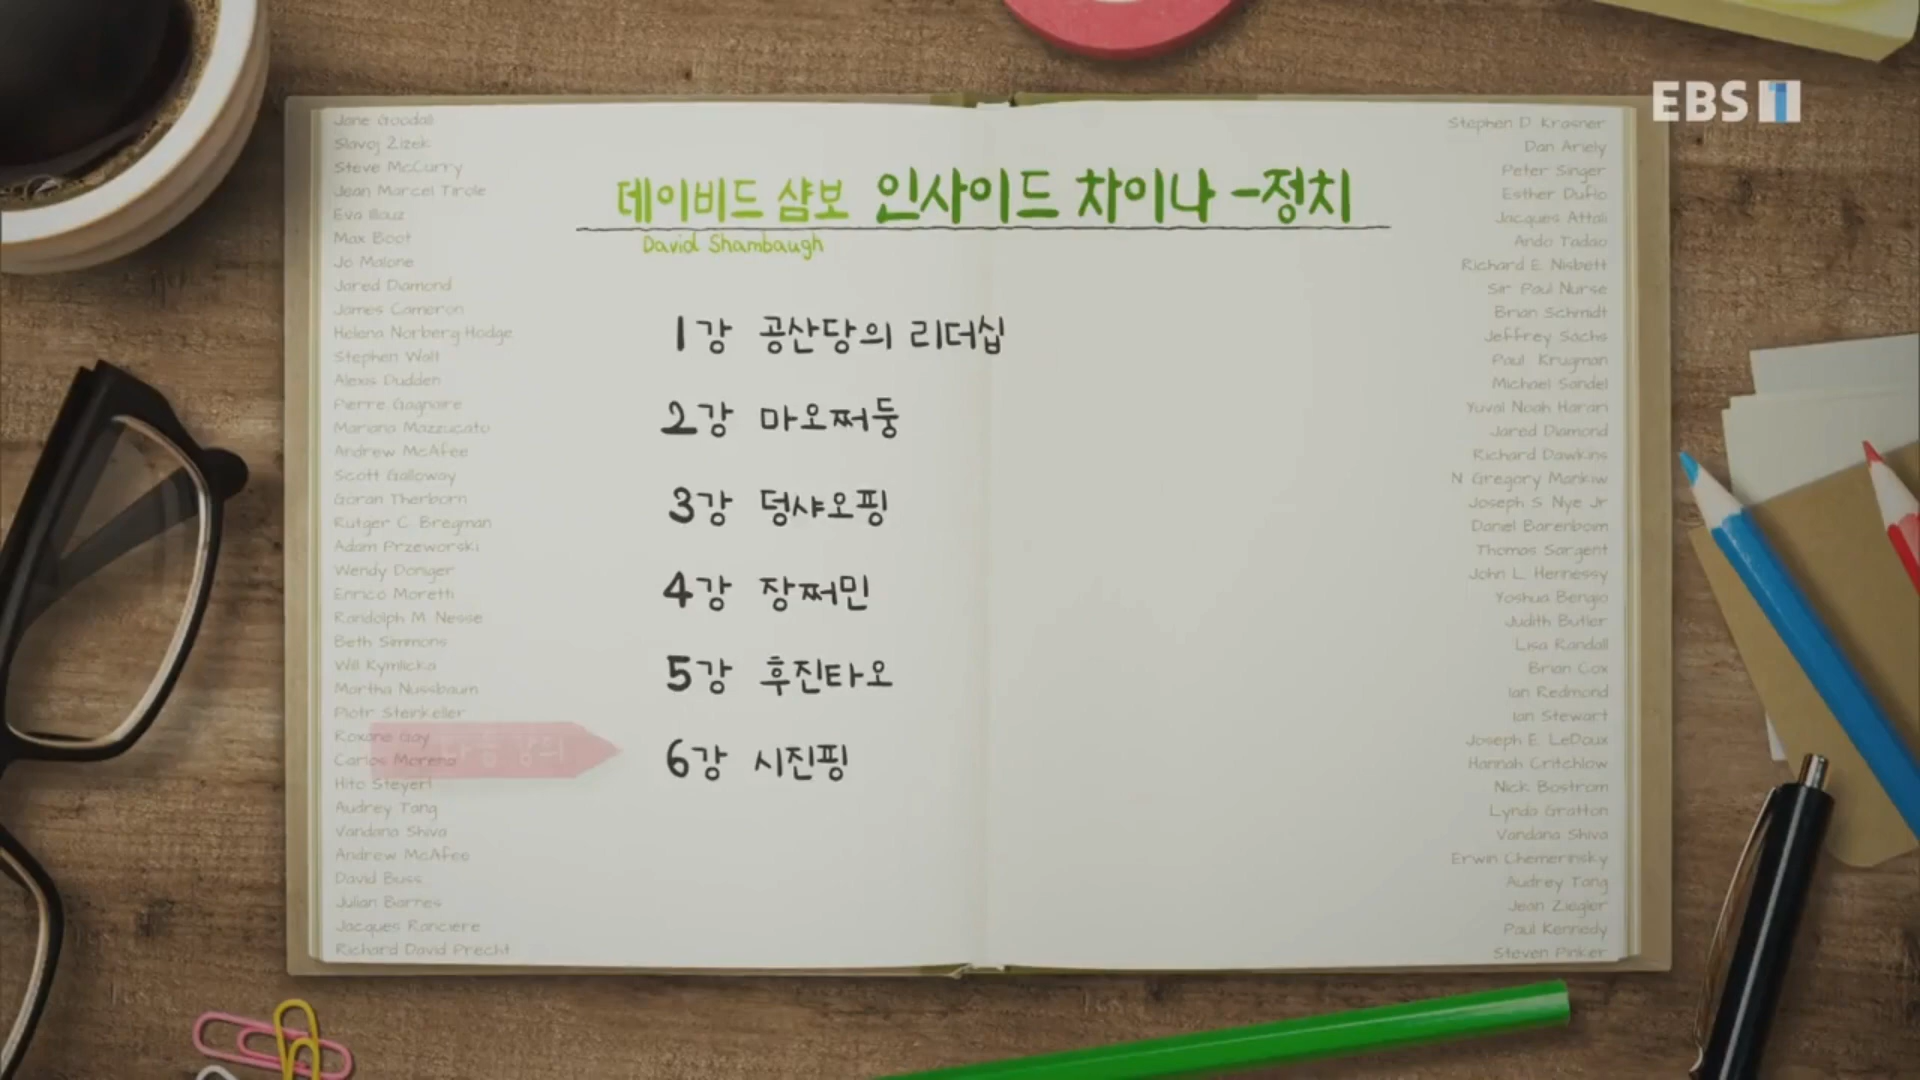 EBS 1
데이비드 샴보 인사이드 차이나 -정치
David Shambaugh
1강 공산당의 리더십
2강 마오쩌둥
3강 덩샤오핑
4강 장쩌민
5강 후진타오
6강 시진핑
다음 강의
Jane Goodall
Slavoj Zizek
Steve McCurry
Jean Marcel Tirole
Eva Illouz
Max Boot
Jo Malone
Jared Diamond
James Cameron
Helena Norberg-Hodge
Stephen Walt
Alexis Dudden
Pierre Gagnaire
Mariana Mazzucato
Andrew McAfee
Scott Galloway
Goran Therborn
Rutger C. Bregman
Adam Przeworski
Wendy Doniger
Enrico Moretti
Randolph M. Nesse
Beth Simmons
Will Kymlicka
Martha Nussbaum
Piotr Steinkeller
Roxane Gay
Carlos Moreno
Hito Steyerl
Audrey Tang
Vandana Shiva
Andrew McAfee
David Buss
Julian Barnes
Jacques Ranciere
Richard David Precht
Stephen D. Krasner
Dan Ariely
Peter Singer
Esther Duflo
Jacques Attali
Ando Tadao
Richard E. Nisbett
Sir Paul Nurse
Brian Schmidt
Jeffrey Sachs
Paul Krugman
Michael Sandel
Yuval Noah Harari
Jared Diamond
Richard Dawkins
N. Gregory Mankiw
Joseph S. Nye Jr
Daniel Barenboim
Thomas Sargent
John L. Hennessy
Yoshua Bengio
Judith Butler
Lisa Randall
Brian Cox
Ian Redmond
Ian Stewart
Joseph E. LeDoux
Hannah Critchlow
Nick Bostrom
Lynda Gratton
Vandana Shiva
Erwin Chemerinsky
Audrey Tang
Jean Ziegler
Paul Kennedy
Steven Pinker